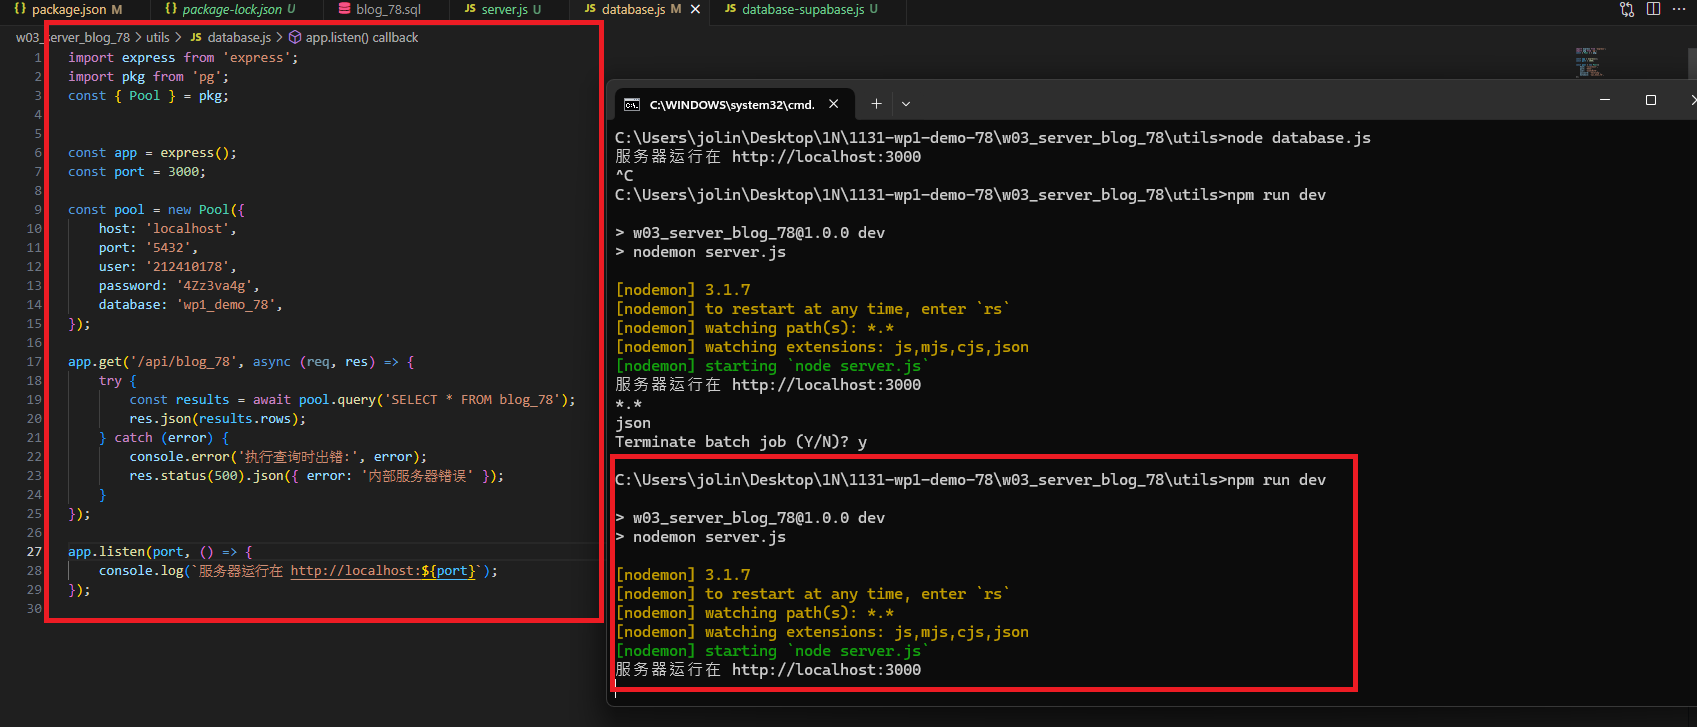 package.json M
package-lock.json U
blog_78.sql
JS server.js U
JS database.js M
JS database-supabase.js U
w03_server_blog_78 > utils > JS database.js > app.listen() callback
1 import express from 'express';
2 import pkg from 'pg';
3 const { Pool } = pkg;
4
5
6 const app = express();
7 const port = 3000;
8
9 const pool = new Pool({
10 host: 'localhost',
11 port: '5432',
12 user: '212410178',
13 password: '4Zz3va4g',
14 database: 'wp1_demo_78',
15 });
16
17 app.get('/api/blog_78', async (req, res) => {
18 try {
19 const results = await pool.query('SELECT * FROM blog_78');
20 res.json(results.rows);
21 } catch (error) {
22 console.error('执行查询时出错:', error);
23 res.status(500).json({ error: '内部服务器错误' });
24 }
25 });
26
27 app.listen(port, () => {
28 console.log(`服务器运行在 http://localhost:${port}`);
29 });
30
C:\WINDOWS\system32\cmd.
C:\Users\jolin\Desktop\1N\1131-wp1-demo-78\w03_server_blog_78\utils>node database.js
服务器运行在 http://localhost:3000
^C
C:\Users\jolin\Desktop\1N\1131-wp1-demo-78\w03_server_blog_78\utils>npm run dev
> w03_server_blog_78@1.0.0 dev
> nodemon server.js
[nodemon] 3.1.7
[nodemon] to restart at any time, enter `rs`
[nodemon] watching path(s): *.*
[nodemon] watching extensions: js,mjs,cjs,json
[nodemon] starting `node server.js`
服务器运行在 http://localhost:3000
*.*
json
Terminate batch job (Y/N)? y
C:\Users\jolin\Desktop\1N\1131-wp1-demo-78\w03_server_blog_78\utils>npm run dev
> w03_server_blog_78@1.0.0 dev
> nodemon server.js
[nodemon] 3.1.7
[nodemon] to restart at any time, enter `rs`
[nodemon] watching path(s): *.*
[nodemon] watching extensions: js,mjs,cjs,json
[nodemon] starting `node server.js`
服务器运行在 http://localhost:3000